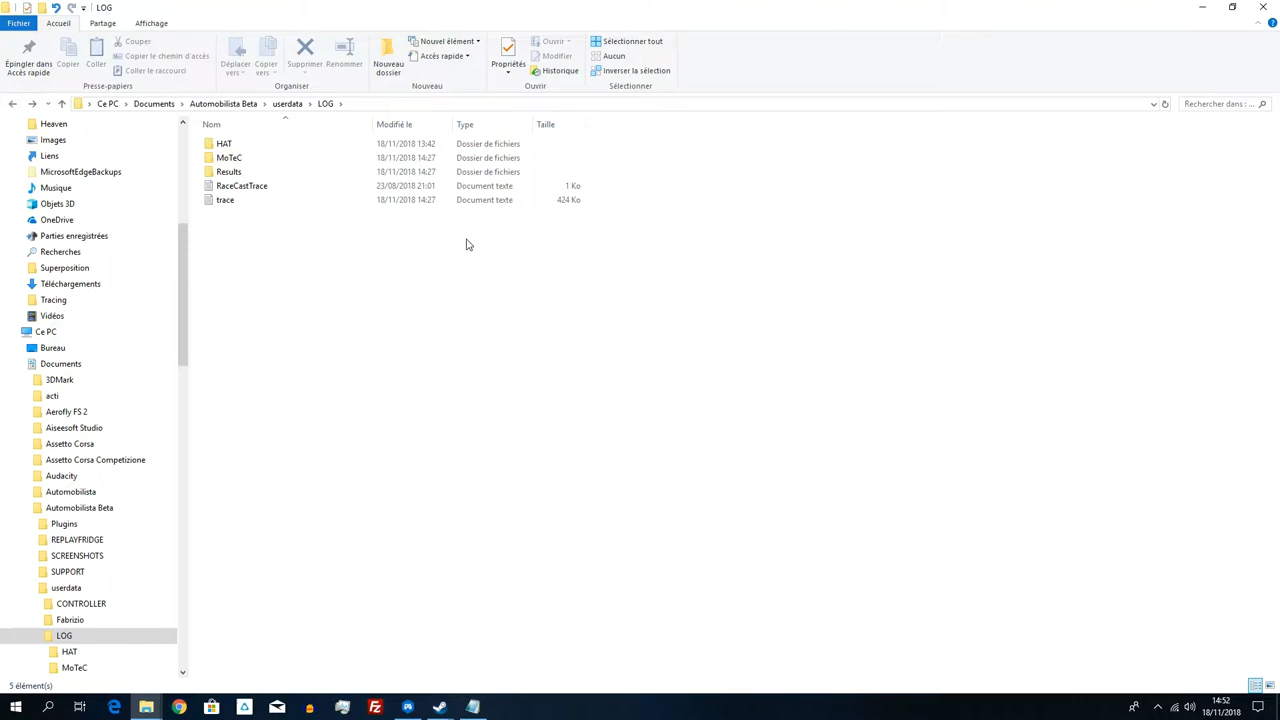 LOG
Fichier Accueil Partage Affichage
Épingler dans Accès rapide
Copier
Coller
Couper
Copier le chemin d'accès
Coller le raccourci
Presse-papiers
Déplacer vers
Copier vers
Supprimer
Renommer
Organiser
Nouveau dossier
Nouvel élément
Accès rapide
Nouveau
Propriétés
Ouvrir
Modifier
Historique
Ouvrir
Sélectionner tout
Aucun
Inverser la sélection
Sélectionner
Ce PC > Documents > Automobilista Beta > userdata > LOG >
Rechercher dans : ...
Nom Modifié le Type Taille
HAT 18/11/2018 13:42 Dossier de fichiers
MoTeC 18/11/2018 14:27 Dossier de fichiers
Results 18/11/2018 14:27 Dossier de fichiers
RaceCastTrace 23/08/2018 21:01 Document texte 1 Ko
trace 18/11/2018 14:27 Document texte 424 Ko
Heaven
Images
Liens
MicrosoftEdgeBackups
Musique
Objets 3D
OneDrive
Parties enregistrées
Recherches
Superposition
Téléchargements
Tracing
Vidéos
Ce PC
Bureau
Documents
3DMark
acti
Aerofly FS 2
Aiseesoft Studio
Assetto Corsa
Assetto Corsa Competizione
Audacity
Automobilista
Automobilista Beta
Plugins
REPLAYFRIDGE
SCREENSHOTS
SUPPORT
userdata
CONTROLLER
Fabrizio
LOG
HAT
MoTeC
5 élément(s)
14:52
18/11/2018